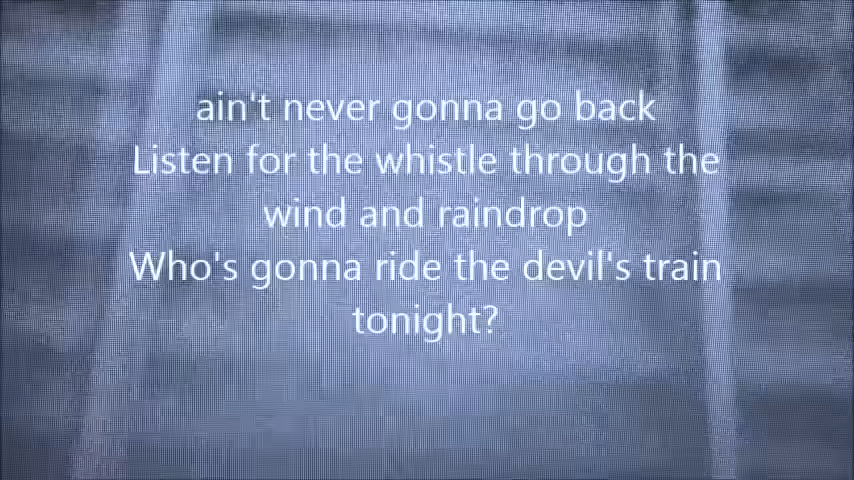 ain't never gonna go back
Listen for the whistle through the
wind and raindrop
Who's gonna ride the devil's train
tonight?